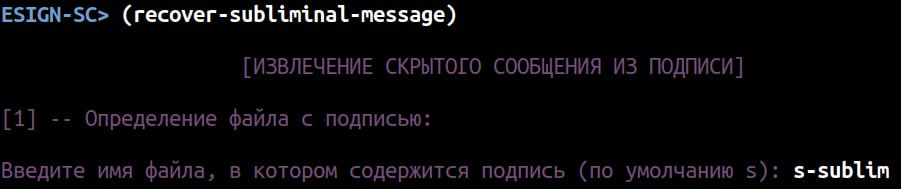 ESIGN-SC> (recover-subliminal-message)
[ИЗВЛЕЧЕНИЕ СКРЫТОГО СООБЩЕНИЯ ИЗ ПОДПИСИ]
[1] -- Определение файла с подписью:
Введите имя файла, в котором содержится подпись (по умолчанию s): s-sublim